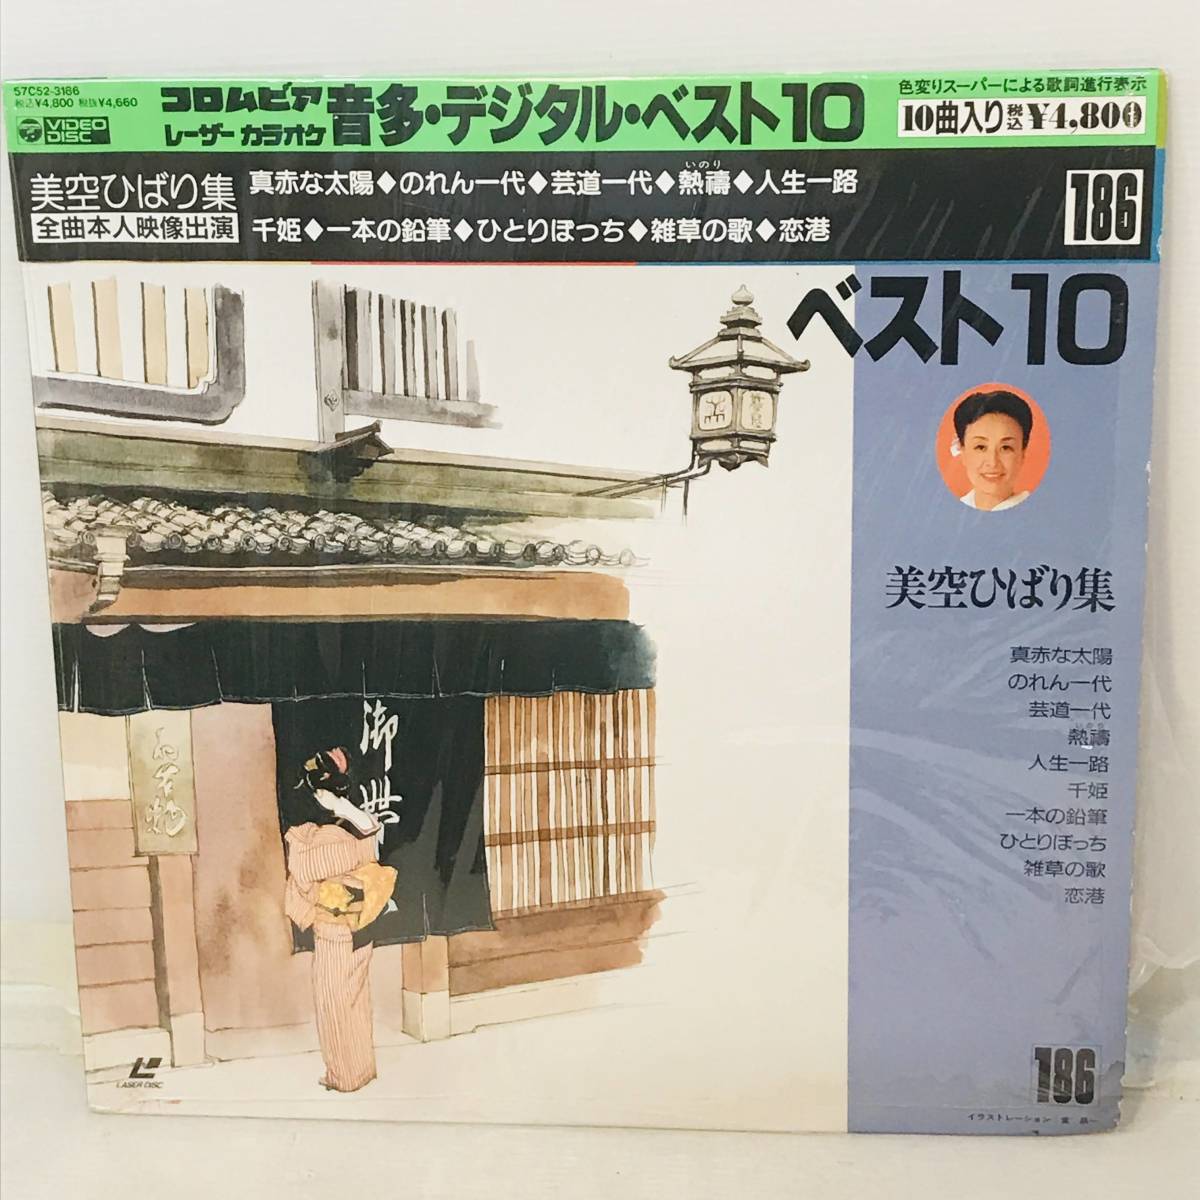 57C52-3186
税込¥4,800 税抜¥4,660
VIDEO
DISC
コロムビア
レーザーカラオケ
音多・デジタル・ベスト10
色変りスーパーによる歌詞進行表示
10曲入り 税込 ¥4,800
美空ひばり集
全曲本人映像出演
真赤な太陽◆のれん一代◆芸道一代◆熱禱◆人生一路
いのり
千姫◆一本の鉛筆◆ひとりぼっち◆雑草の歌◆恋港
186
ベスト10
美空ひばり集
真赤な太陽
のれん一代
芸道一代
いのり
熱禱
人生一路
千姫
一本の鉛筆
ひとりぼっち
雑草の歌
恋港
御
LASER DISC
186
イラストレーション